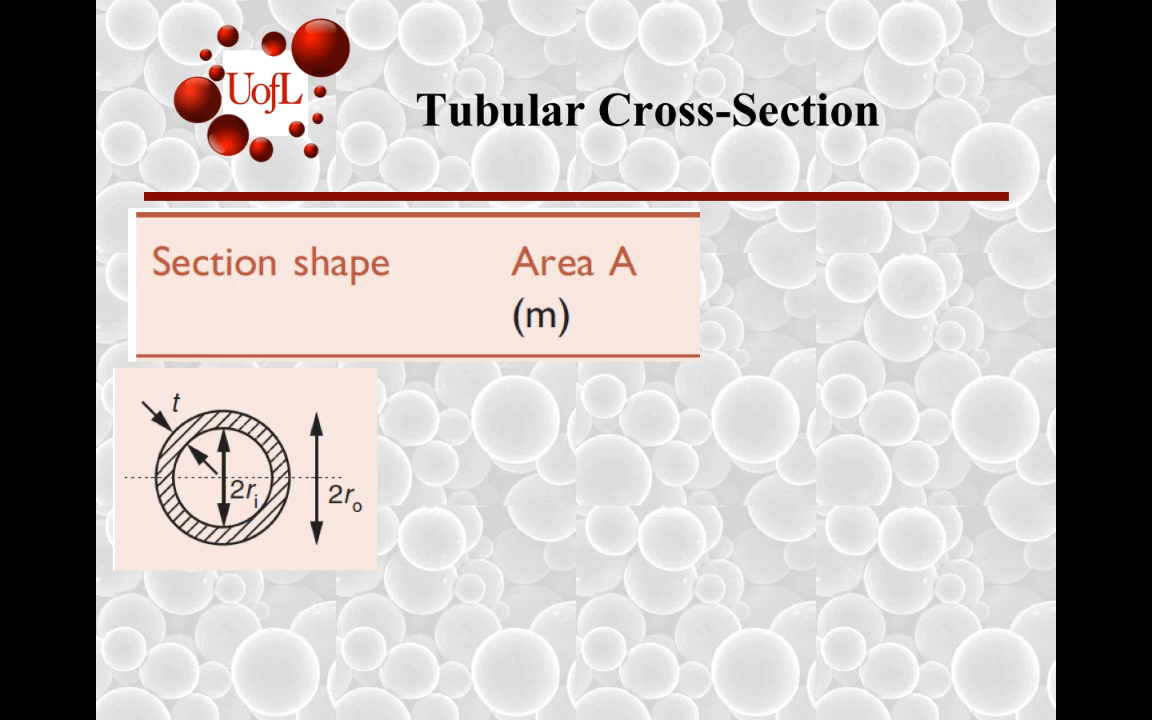 UofL
Tubular Cross-Section
Section shape Area A
(m)
t
2rᵢ
2rₒ